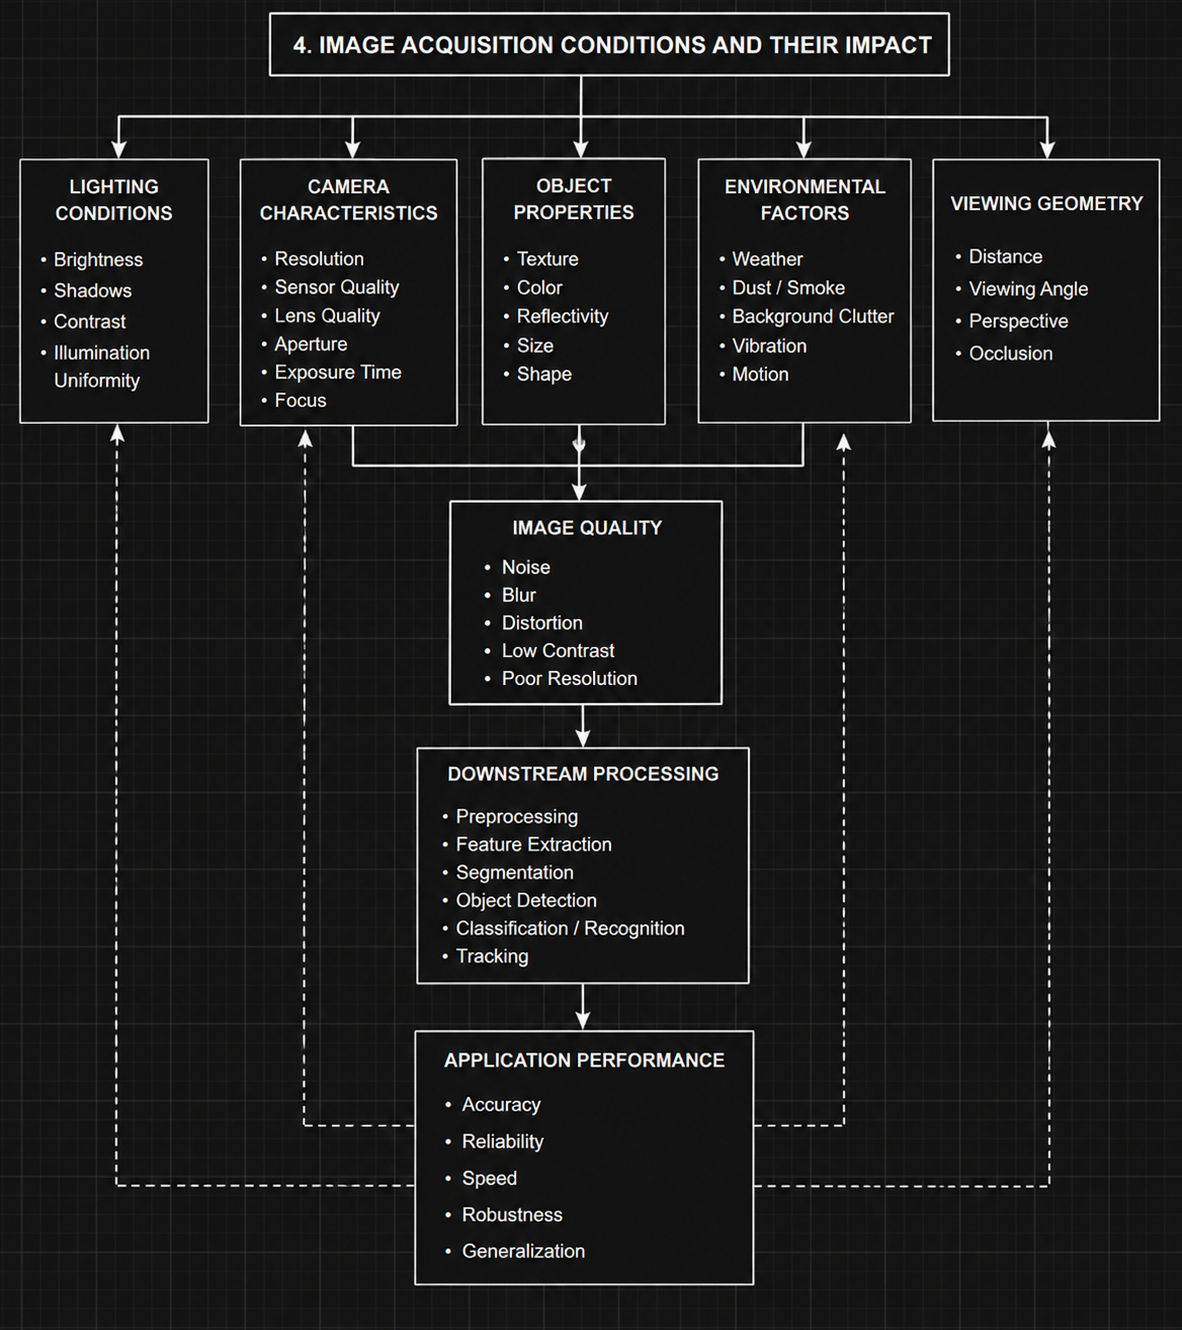 4. IMAGE ACQUISITION CONDITIONS AND THEIR IMPACT
LIGHTING
CONDITIONS
• Brightness
• Shadows
• Contrast
• Illumination
Uniformity
CAMERA
CHARACTERISTICS
• Resolution
• Sensor Quality
• Lens Quality
• Aperture
• Exposure Time
• Focus
OBJECT
PROPERTIES
• Texture
• Color
• Reflectivity
• Size
• Shape
ENVIRONMENTAL
FACTORS
• Weather
• Dust / Smoke
• Background Clutter
• Vibration
• Motion
VIEWING GEOMETRY
• Distance
• Viewing Angle
• Perspective
• Occlusion
IMAGE QUALITY
• Noise
• Blur
• Distortion
• Low Contrast
• Poor Resolution
DOWNSTREAM PROCESSING
• Preprocessing
• Feature Extraction
• Segmentation
• Object Detection
• Classification / Recognition
• Tracking
APPLICATION PERFORMANCE
• Accuracy
• Reliability
• Speed
• Robustness
• Generalization